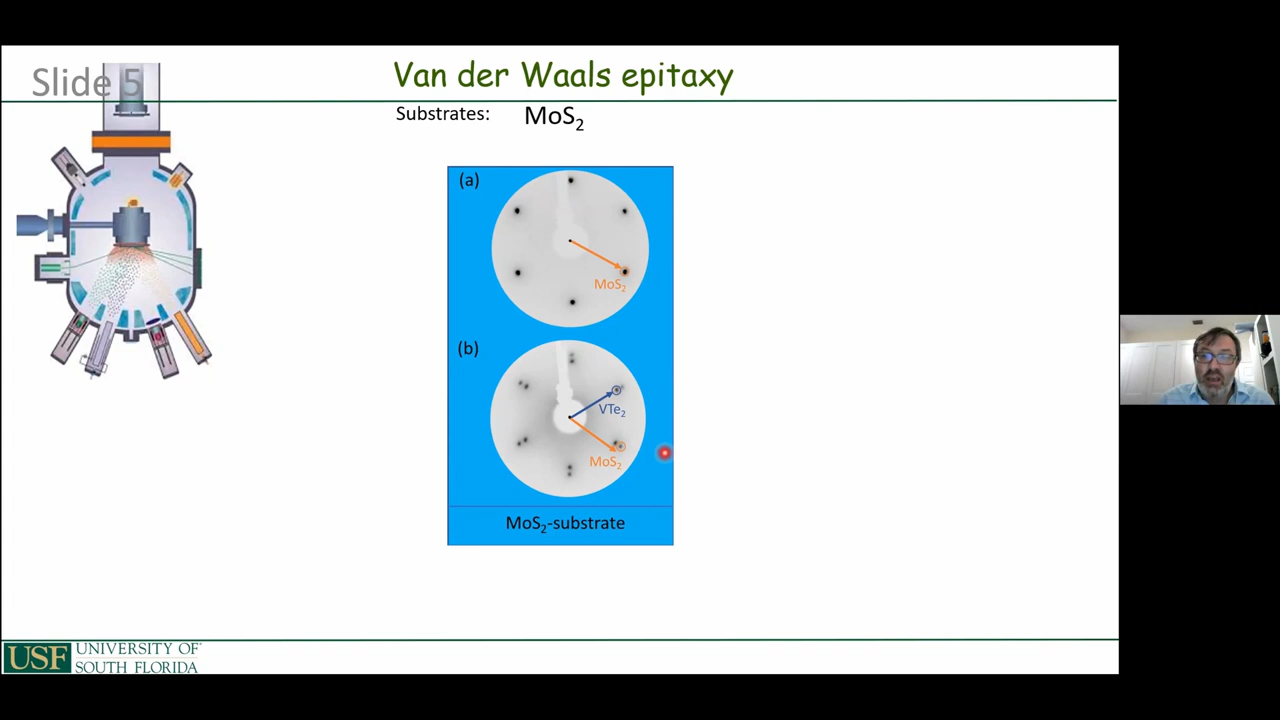 Slide 5
Van der Waals epitaxy
Substrates: MoS₂
(a)
MoS₂
(b)
VTe₂
MoS₂
MoS₂-substrate
USF UNIVERSITY OF
SOUTH FLORIDA